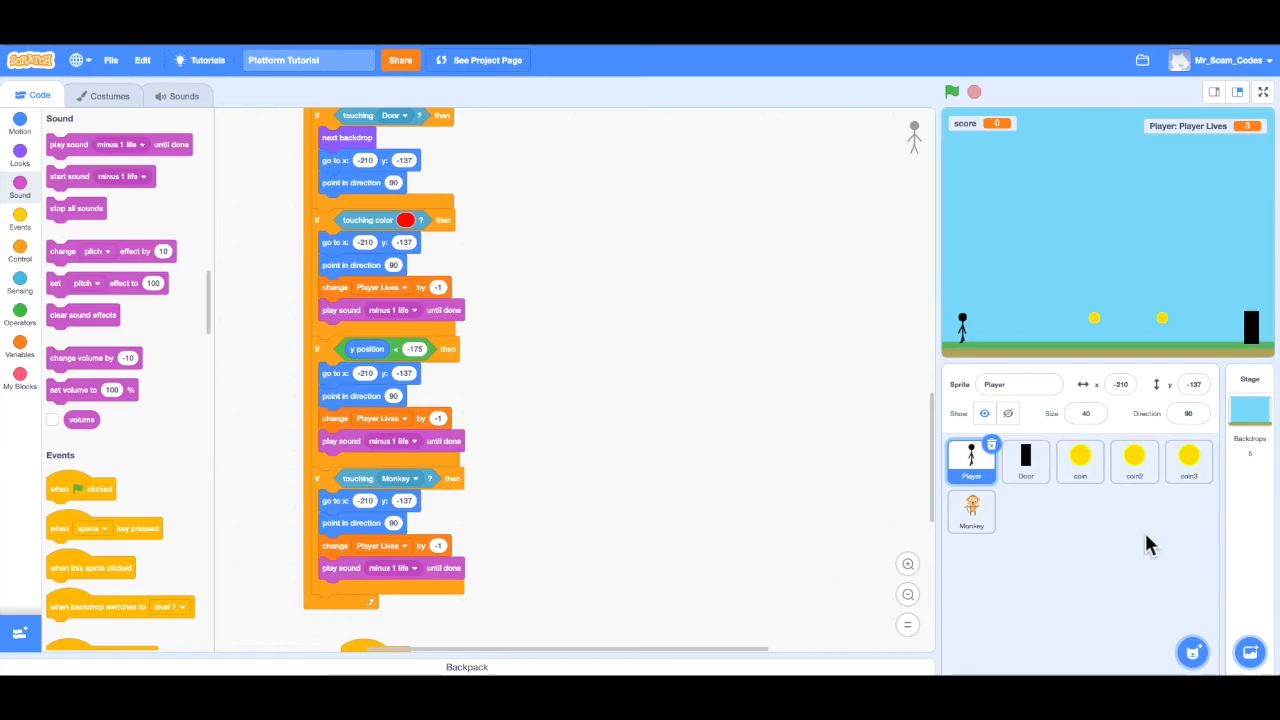 SCRATCH File Edit Tutorials Platform Tutorial Share See Project Page Mr_Scam_Codes
Code Costumes Sounds
Motion
Looks
Sound
Events
Control
Sensing
Operators
Variables
My Blocks
Sound
play sound minus 1 life until done
start sound minus 1 life
stop all sounds
change pitch effect by 10
set pitch effect to 100
clear sound effects
change volume by -10
set volume to 100 %
volume
Events
when clicked
when space key pressed
when this sprite clicked
when backdrop switches to level 1
if touching Door ? then
next backdrop
go to x: -210 y: -137
point in direction 90
if touching color ? then
go to x: -210 y: -137
point in direction 90
change Player Lives by -1
play sound minus 1 life until done
if y position < -175 then
go to x: -210 y: -137
point in direction 90
change Player Lives by -1
play sound minus 1 life until done
if touching Monkey ? then
go to x: -210 y: -137
point in direction 90
change Player Lives by -1
play sound minus 1 life until done
score 0
Player: Player Lives 3
Sprite Player x -210 y -137
Show Size 40 Direction 90
Player Door coin coin2 coin3
Monkey
Stage
Backdrops
5
Backpack